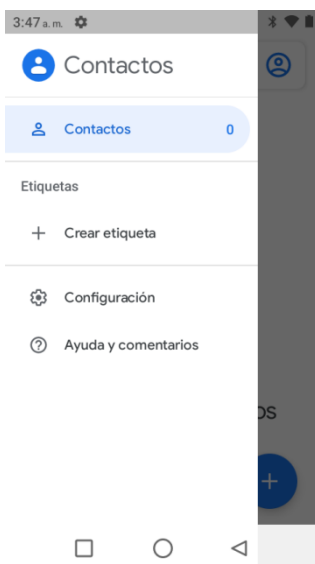 3:47 a. m.
Contactos
Contactos 0
Etiquetas
Crear etiqueta
Configuración
Ayuda y comentarios
os